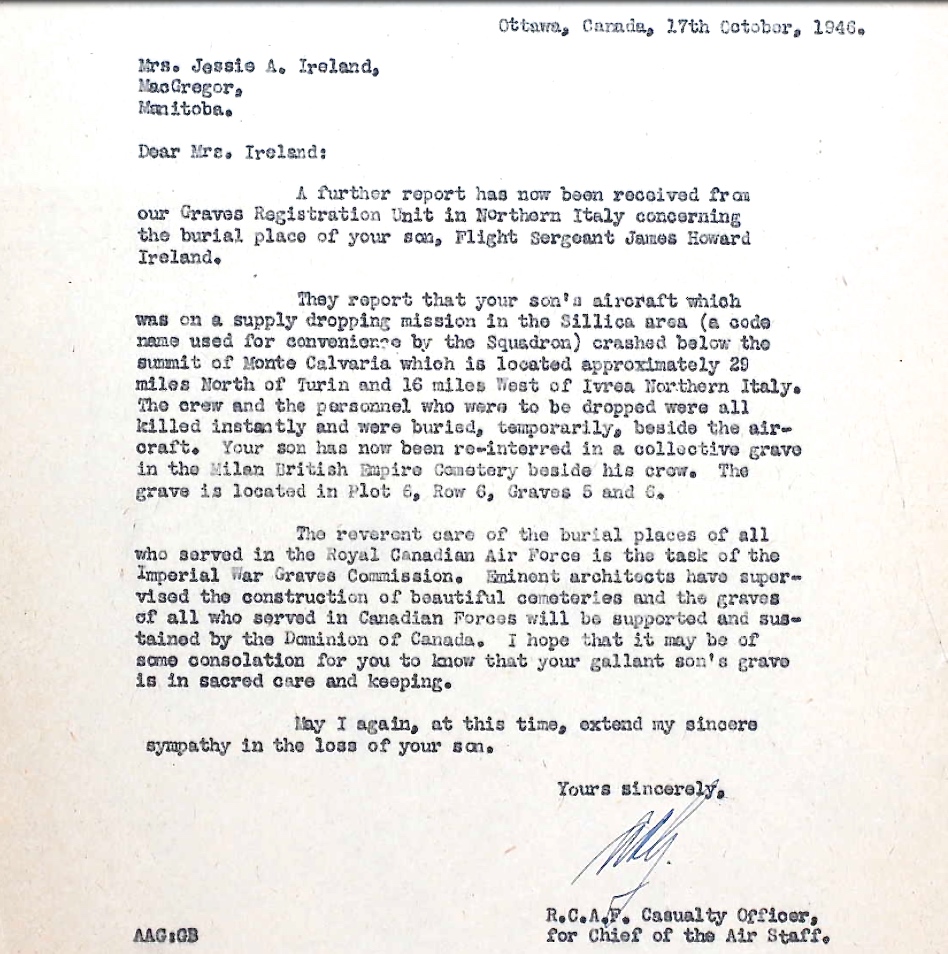 Ottawa, Canada, 17th October, 1946.
Mrs. Jessie A. Ireland,
MacGregor,
Manitoba.
Dear Mrs. Ireland:
A further report has now been received from
our Graves Registration Unit in Northern Italy concerning
the burial place of your son, Flight Sergeant James Howard
Ireland.
They report that your son's aircraft which
was on a supply dropping mission in the Sillica area (a code
name used for convenience by the Squadron) crashed below the
summit of Monte Calvaria which is located approximately 29
miles North of Turin and 16 miles West of Ivrea Northern Italy.
The crew and the personnel who were to be dropped were all
killed instantly and were buried, temporarily, beside the air-
craft. Your son has now been re-interred in a collective grave
in the Milan British Empire Cemetery beside his crew. The
grave is located in Plot 6, Row 6, Graves 5 and 6.
The reverent care of the burial places of all
who served in the Royal Canadian Air Force is the task of the
Imperial War Graves Commission. Eminent architects have super-
vised the construction of beautiful cemeteries and the graves
of all who served in Canadian Forces will be supported and sus-
tained by the Dominion of Canada. I hope that it may be of
some consolation for you to know that your gallant son's grave
is in sacred care and keeping.
May I again, at this time, extend my sincere
sympathy in the loss of your son.
Yours sincerely,
R.C.A.F. Casualty Officer,
for Chief of the Air Staff.
AAG:GB